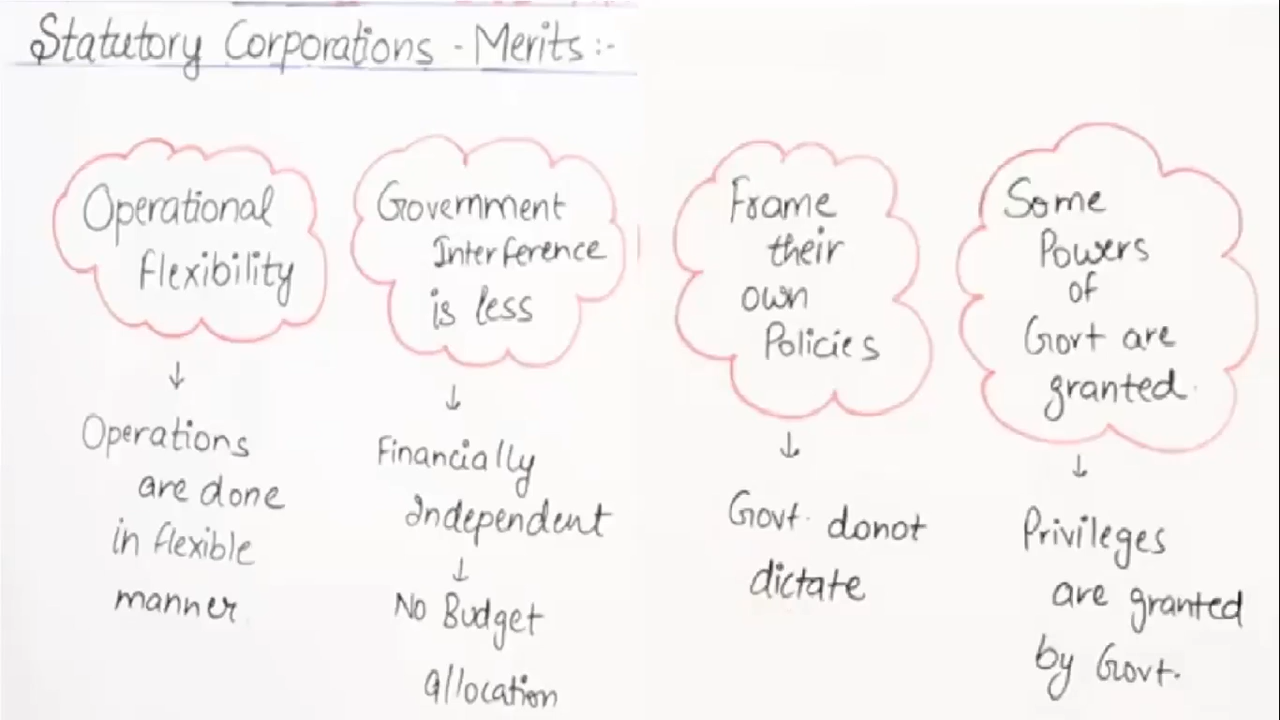 Statutory Corporations - Merits :-
Operational
flexibility
Operations
are done
in flexible
manner
Government
Interference
is less
Financially
Independent
No Budget
allocation
Frame
their
own
Policies
Govt. donot
dictate
Some
Powers
of
Govt are
granted.
Privileges
are granted
by Govt.